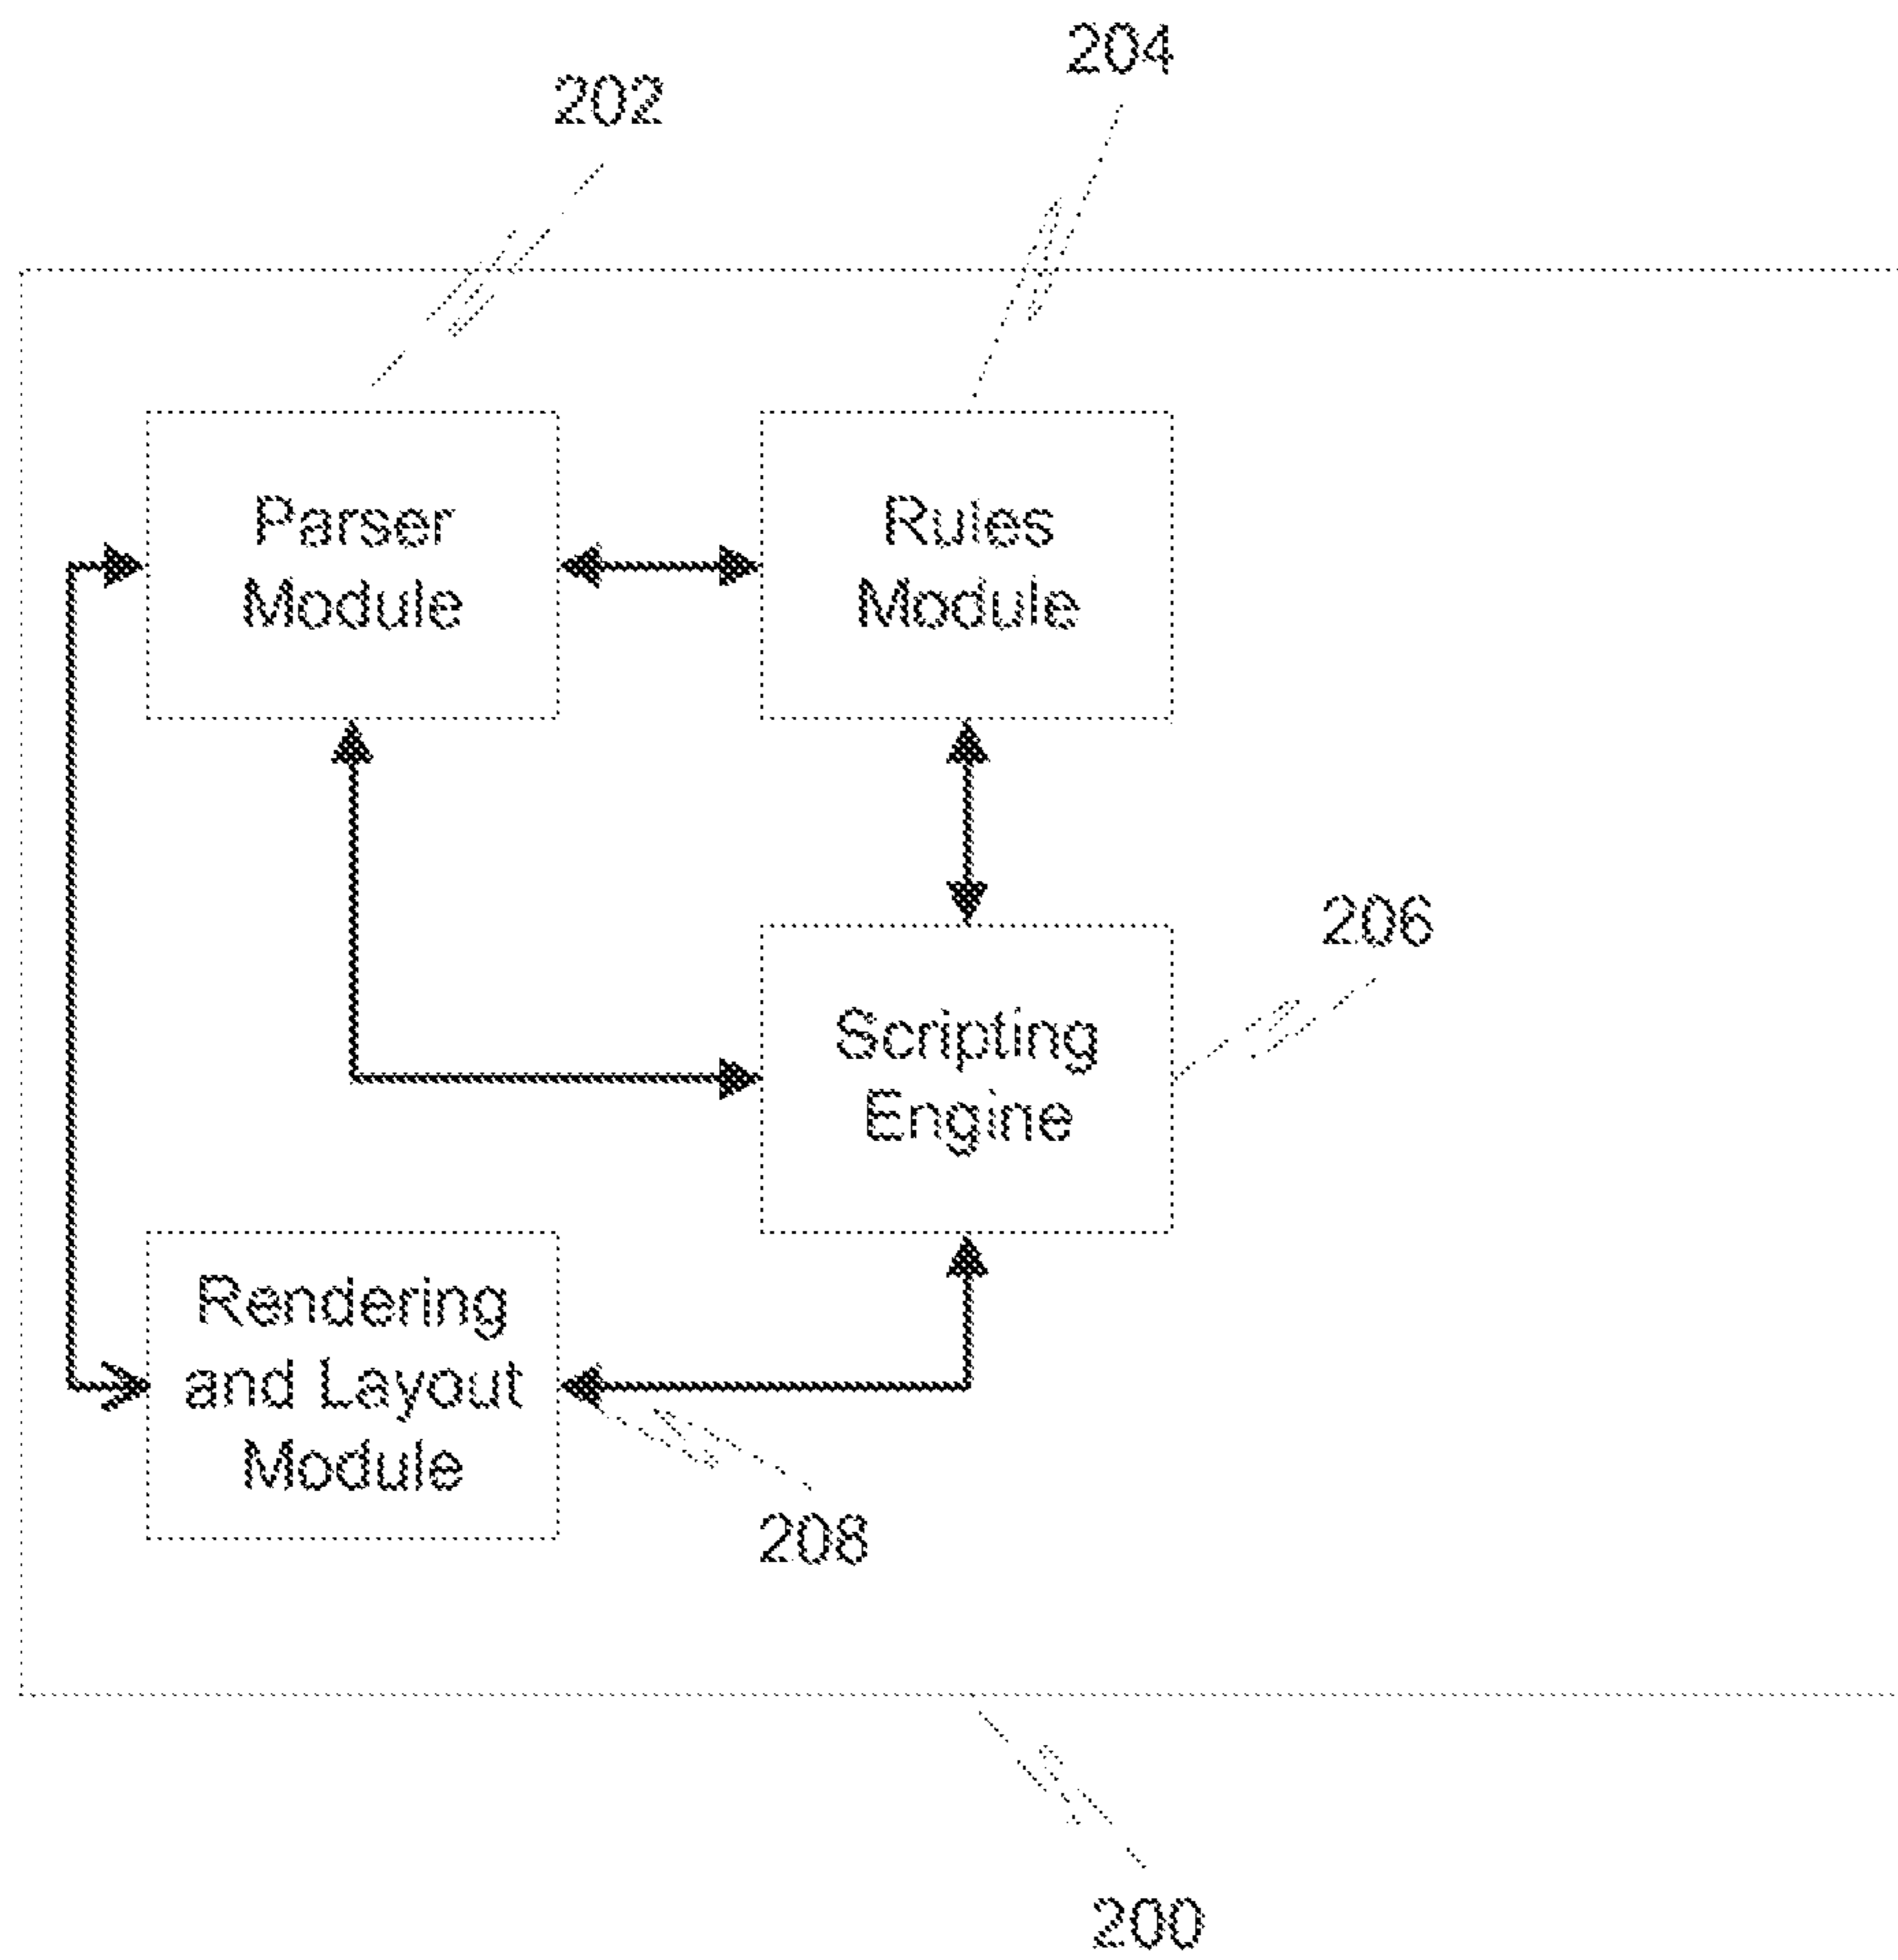 204
202
Parser
Module
Rules
Module
206
Scripting
Engine
Rendering
and Layout
Module
208
200